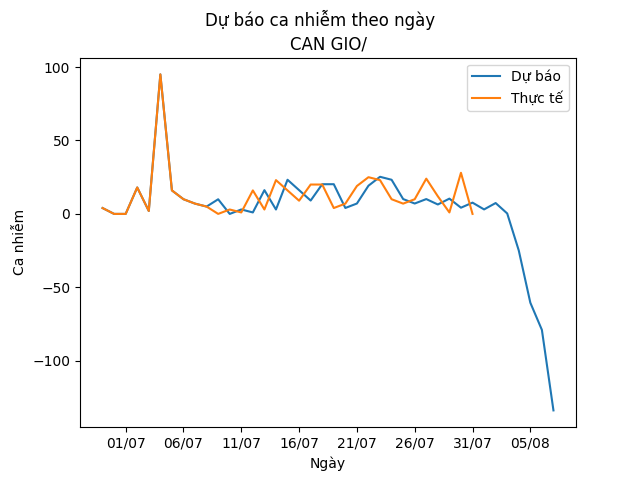 Dự báo ca nhiễm theo ngày
CAN GIO/
Dự báo
Thực tế
100
50
0
−50
−100
Ca nhiễm
01/07 06/07 11/07 16/07 21/07 26/07 31/07 05/08
Ngày